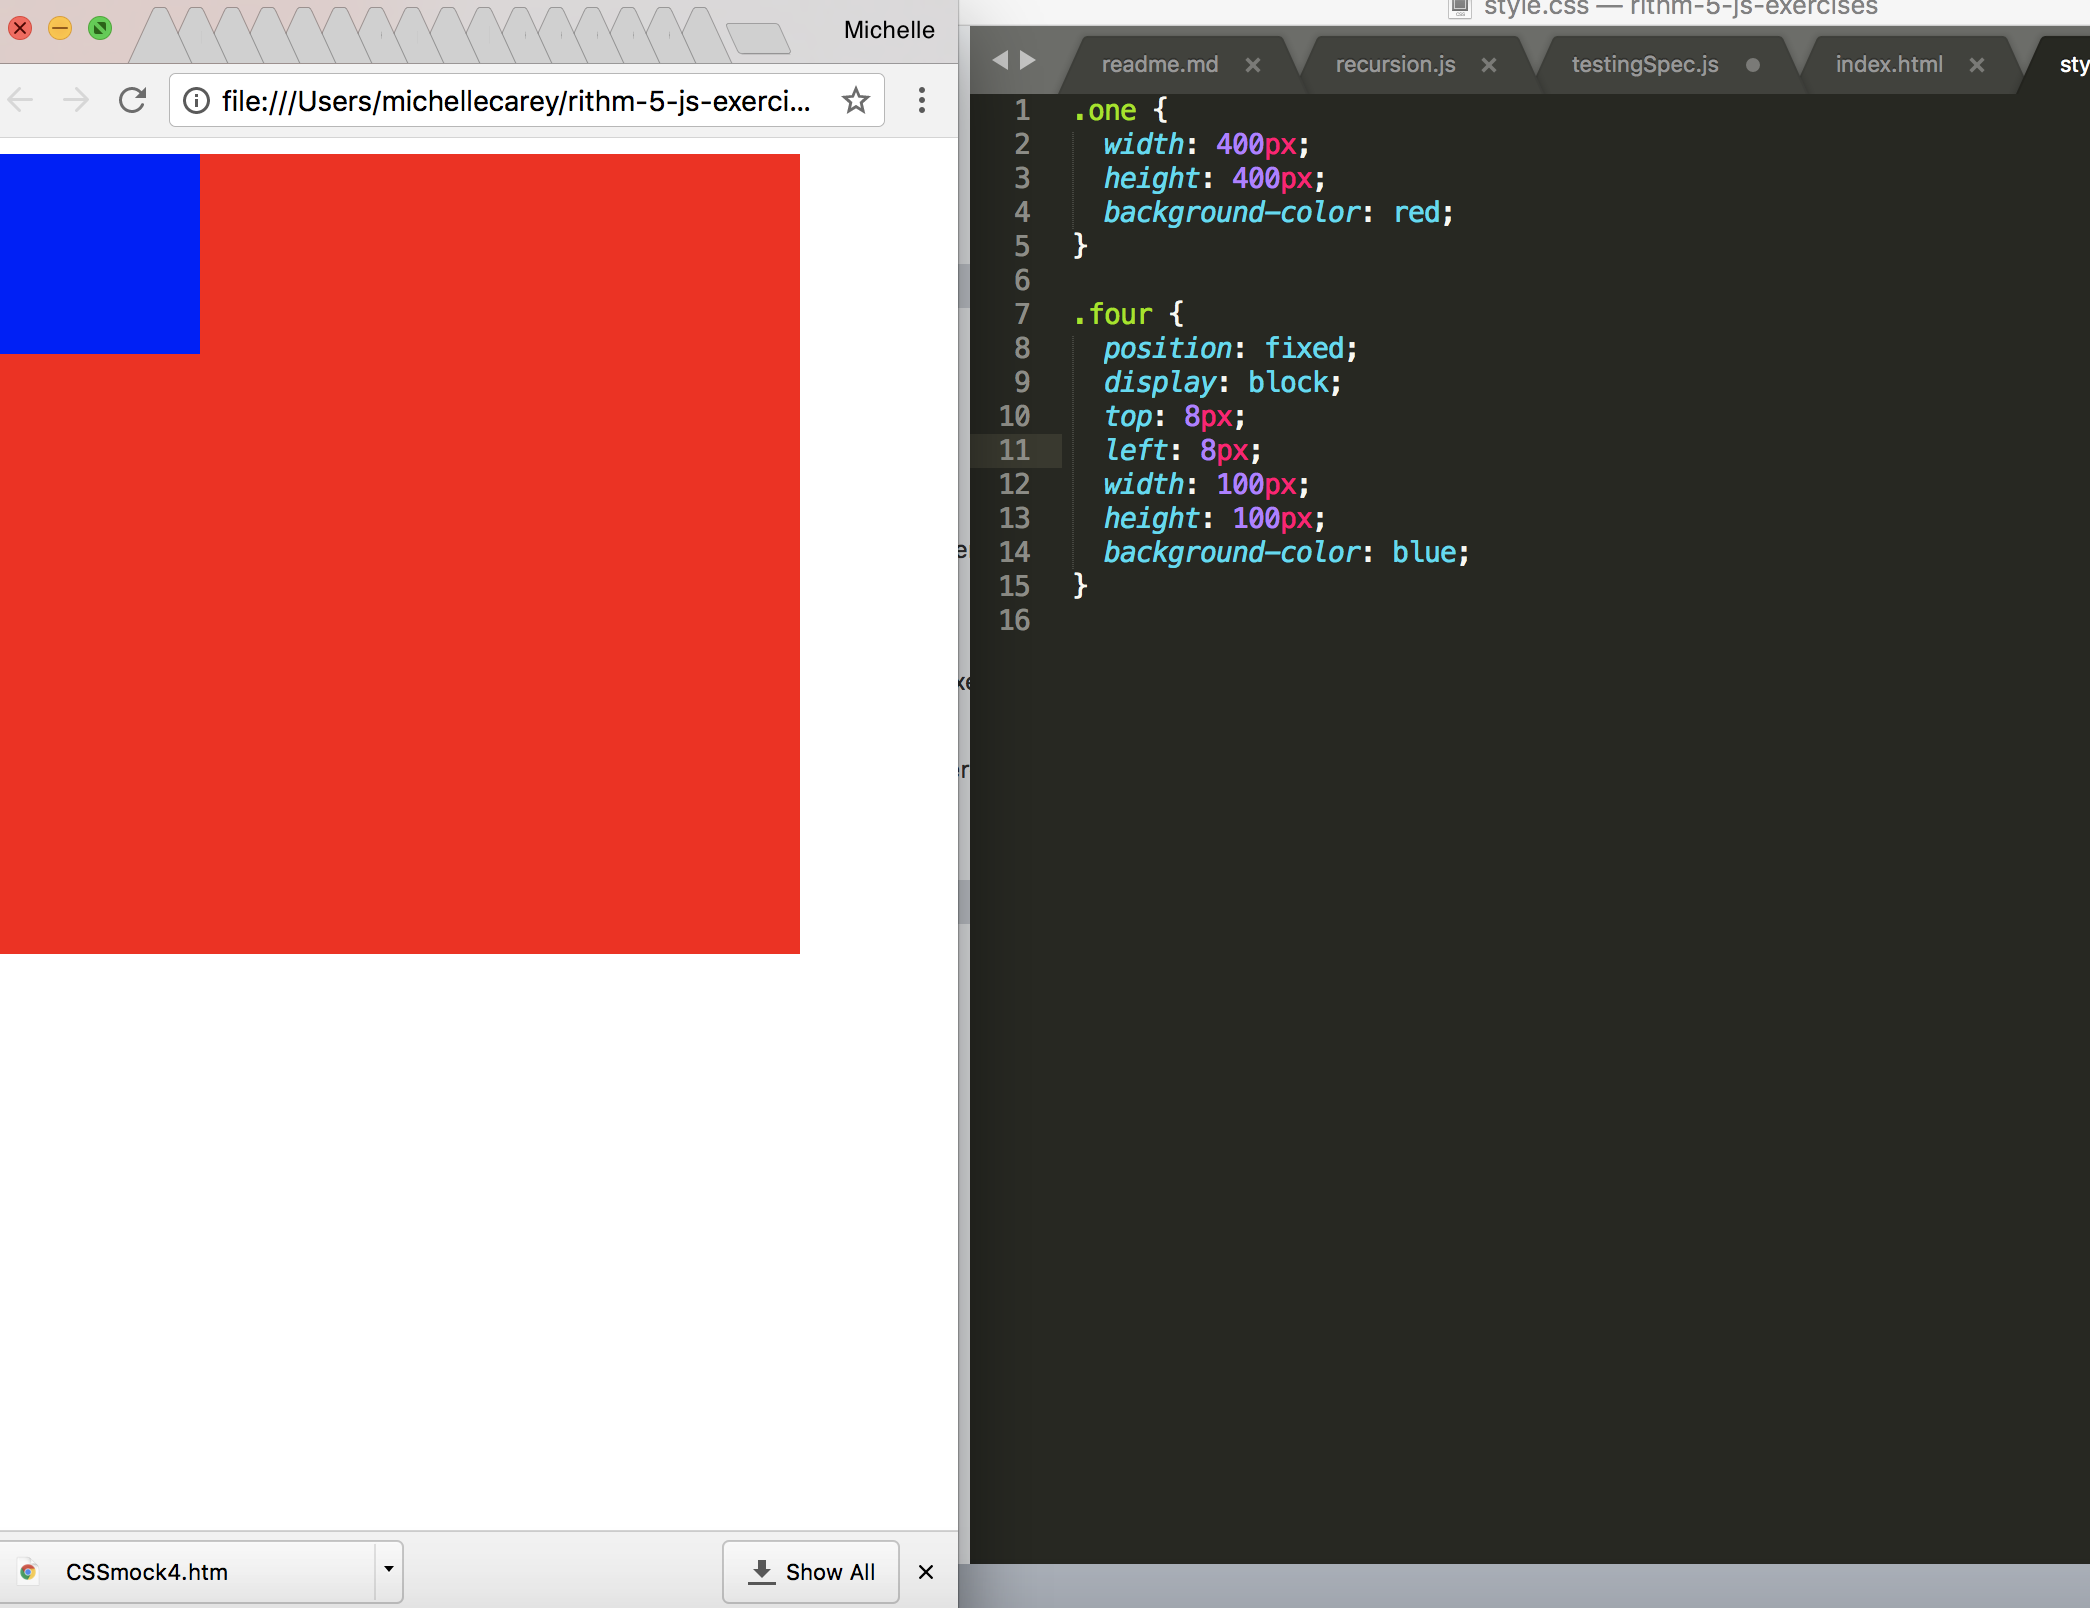 Michelle
file:///Users/michellecarey/rithm-5-js-exerci...
CSSmock4.htm
Show All
style.css — rithm-5-js-exercises
readme.md
recursion.js
testingSpec.js
index.html
sty
1 .one {
2 width: 400px;
3 height: 400px;
4 background-color: red;
5 }
6
7 .four {
8 position: fixed;
9 display: block;
10 top: 8px;
11 left: 8px;
12 width: 100px;
13 height: 100px;
14 background-color: blue;
15 }
16